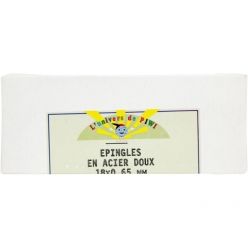 L'univers de PIWI
EPINGLES
EN ACIER DOUX
18X0,65 MM